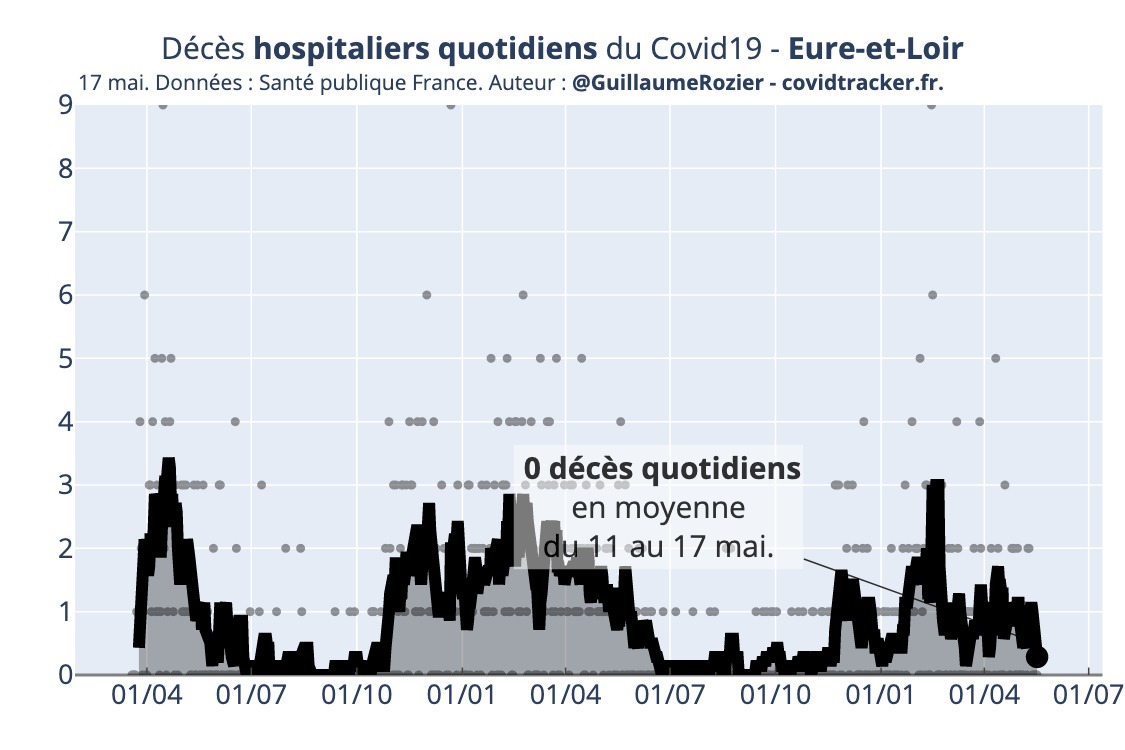 Décès hospitaliers quotidiens du Covid19 - Eure-et-Loir
17 mai. Données : Santé publique France. Auteur : @GuillaumeRozier - covidtracker.fr.
9
8
7
6
5
4
3
2
1
0
0 décès quotidiens
en moyenne
du 11 au 17 mai.
01/04 01/07 01/10 01/01 01/04 01/07 01/10 01/01 01/04 01/07